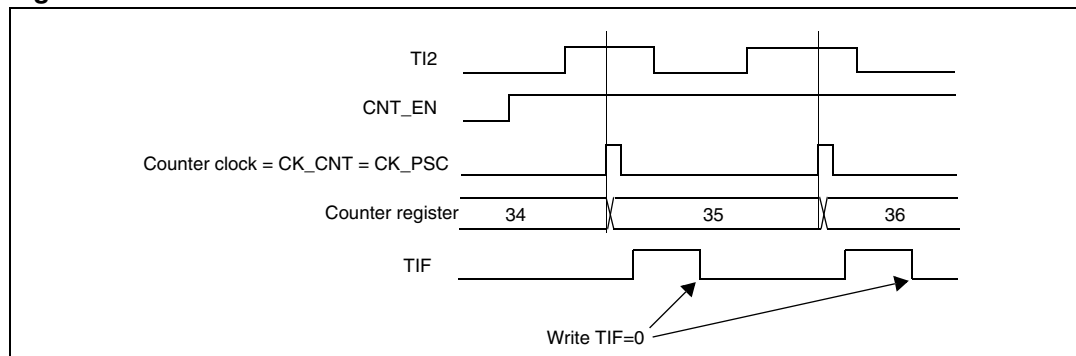 TI2
CNT_EN
Counter clock = CK_CNT = CK_PSC
Counter register 34 35 36
TIF
Write TIF=0